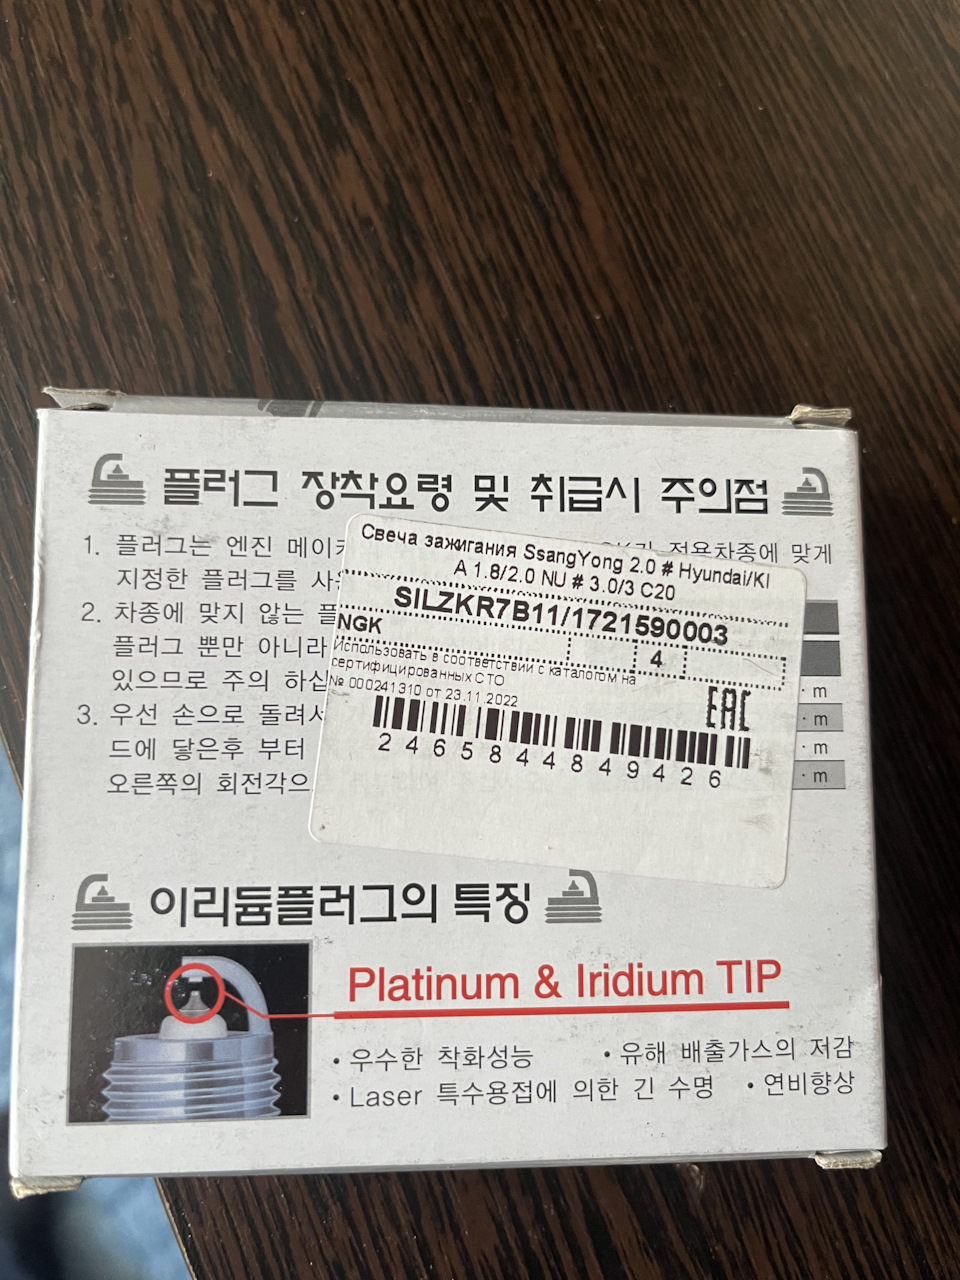 플러그 장착요령 및 취급시 주의점
1. 플러그는 엔진 메이커 전용차종에 맞게
지정한 플러그를
2. 차종에 맞지 않는
플러그 뿐만 아니라
있으므로 주의
3. 우선 손으로 돌려서
드에 닿은후 부터
오른쪽의 회전각으
· m
· m
· m
· m
Свеча зажигания SsangYong 2.0 # Hyundai/KI
A 1.8/2.0 NU # 3.0/3 C20
SILZKR7B11/1721590003
NGK
4
Использовать в соответствии с каталогом на
сертифицированных СТО
№ 000241310 от 23.11.2022
EAC
2465844849426
이리듐플러그의 특징
Platinum & Iridium TIP
• 우수한 착화성능 • 유해 배출가스의 저감
• Laser 특수용접에 의한 긴 수명 • 연비향상